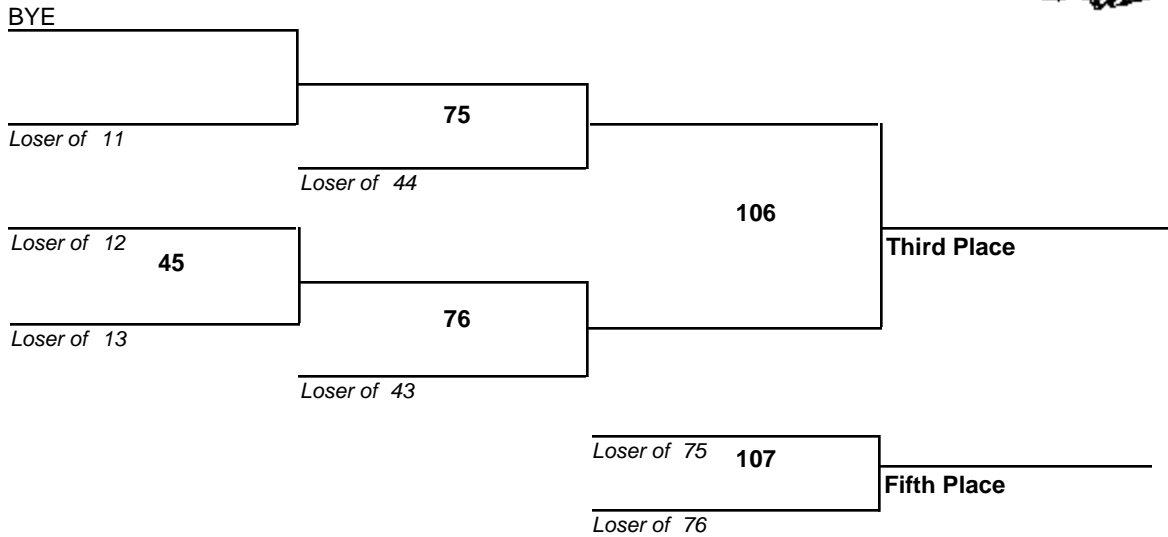 BYE
75
Loser of 11
Loser of 44
106
Loser of 12
45
Third Place
76
Loser of 13
Loser of 43
Loser of 75
107
Fifth Place
Loser of 76